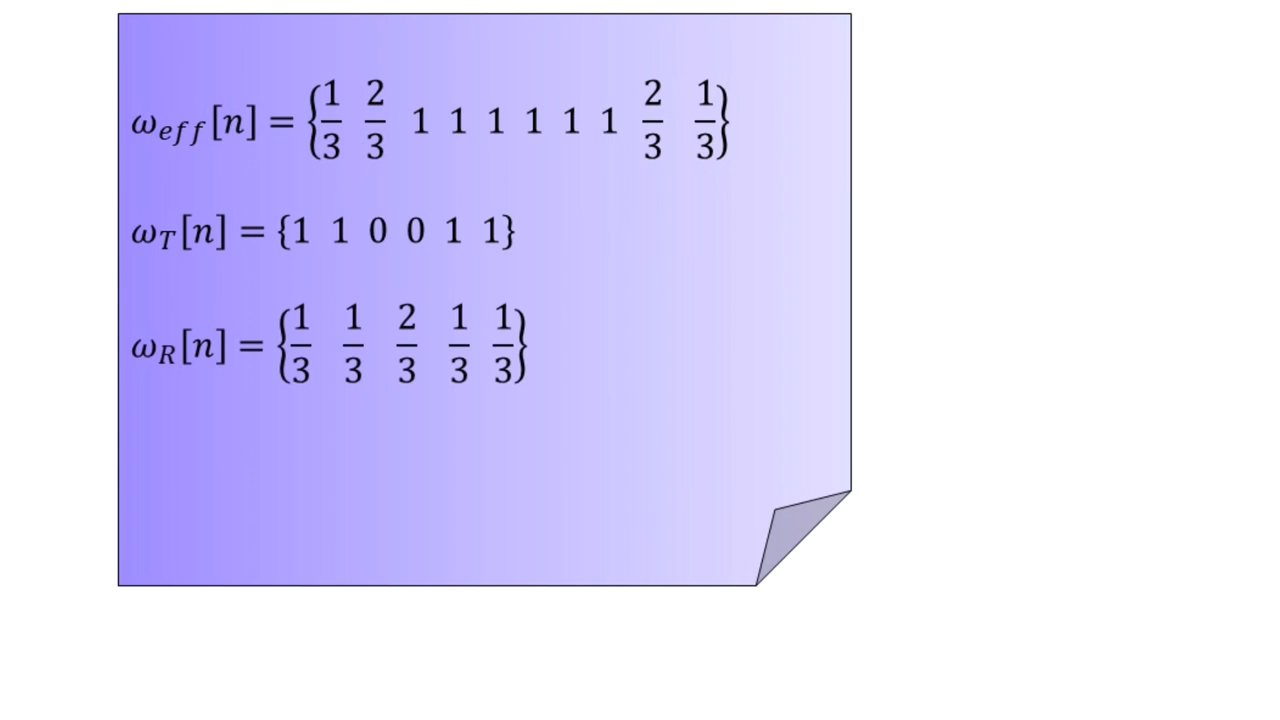 ω_eff[n] = {1/3 2/3 1 1 1 1 1 1 2/3 1/3}
ω_T[n] = {1 1 0 0 1 1}
ω_R[n] = {1/3 1/3 2/3 1/3 1/3}